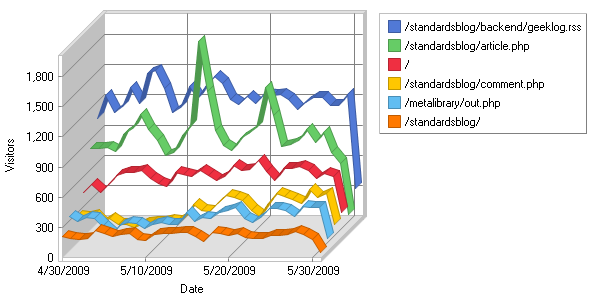 /standardsblog/backend/geeklog.rss
/standardsblog/article.php
/
/standardsblog/comment.php
/metalibrary/out.php
/standardsblog/
Visitors
1,800
1,500
1,200
900
600
300
0
4/30/2009 5/10/2009 5/20/2009 5/30/2009
Date